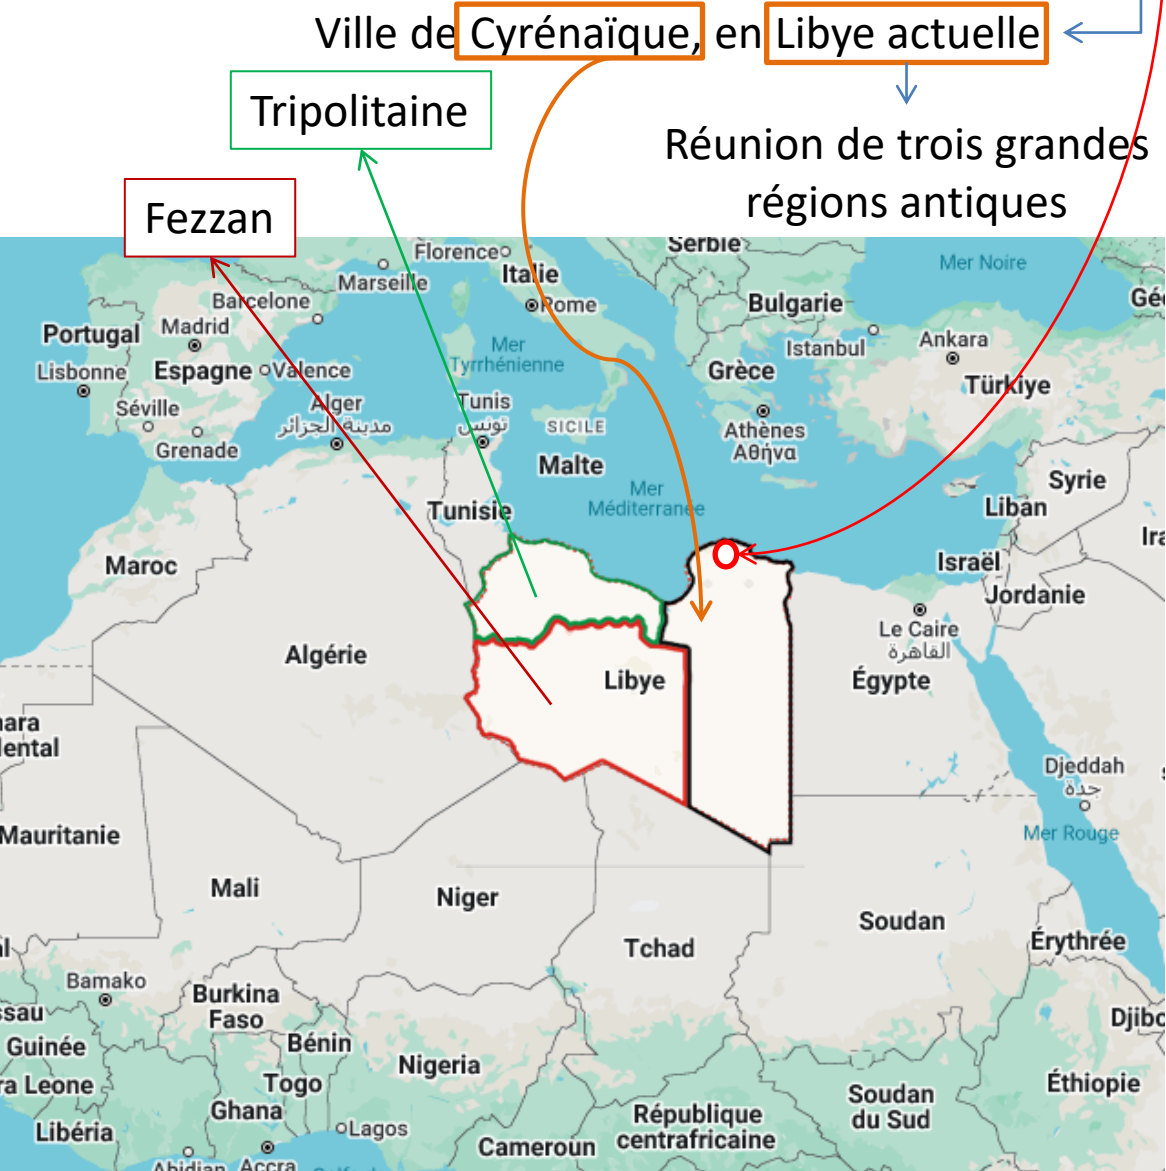 Ville de Cyrénaïque, en Libye actuelle
Tripolitaine
Réunion de trois grandes
régions antiques
Fezzan
Florence
Serbie
Mer Noire
Marseille
Italie
Barcelone
Rome
Bulgarie
Portugal
Madrid
Mer
Tyrrhénienne
Istanbul
Ankara
Lisbonne
Espagne
Valence
Grèce
Türkiye
Séville
Alger
مدينة الجزائر
Tunis
تونس
SICILE
Athènes
Αθήνα
Grenade
Malte
Syrie
Mer
Méditerranée
Liban
Tunisie
Maroc
Israël
Jordanie
Le Caire
القاهرة
Algérie
Libye
Égypte
Djeddah
جدة
Mauritanie
Mer Rouge
Mali
Niger
Soudan
Tchad
Érythrée
Bamako
Burkina
Faso
Guinée
Bénin
Nigeria
Togo
Éthiopie
Ghana
Soudan
du Sud
République
centrafricaine
Libéria
Lagos
Cameroun
Abidjan
Accra